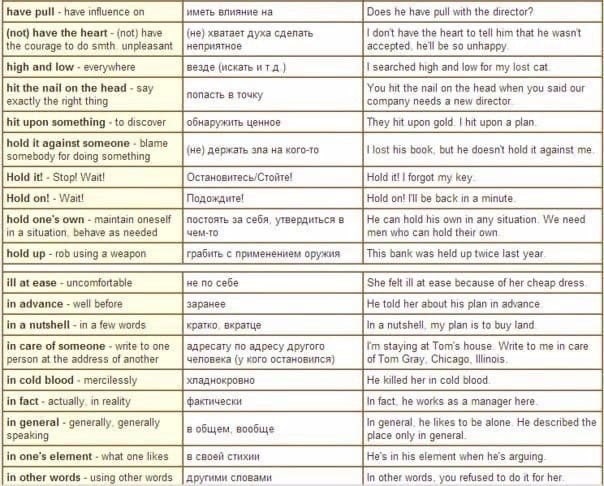 have pull - have influence on
иметь влияние на
Does he have pull with the director?
(not) have the heart - (not) have
the courage to do smth. unpleasant
(не) хватает духа сделать
неприятное
I don't have the heart to tell him that he wasn't
accepted, he'll be so unhappy.
high and low - everywhere
везде (искать и т.д.)
I searched high and low for my lost cat.
hit the nail on the head - say
exactly the right thing
попасть в точку
You hit the nail on the head when you said our
company needs a new director.
hit upon something - to discover
обнаружить ценное
They hit upon gold. I hit upon a plan.
hold it against someone - blame
somebody for doing something
(не) держать зла на кого-то
I lost his book, but he doesn't hold it against me.
Hold it! - Stop! Wait!
Остановитесь/Стойте!
Hold it! I forgot my key.
Hold on! - Wait!
Подождите!
Hold on! I'll be back in a minute.
hold one's own - maintain oneself
in a situation, behave as needed
постоять за себя, утвердиться в
чем-то
He can hold his own in any situation. We need
men who can hold their own.
hold up - rob using a weapon
грабить с применением оружия
This bank was held up twice last year.
ill at ease - uncomfortable
не по себе
She felt ill at ease because of her cheap dress.
in advance - well before
заранее
He told her about his plan in advance.
in a nutshell - in a few words
кратко, вкратце
In a nutshell, my plan is to buy land.
in care of someone - write to one
person at the address of another
адресату по адресу другого
человека (у кого остановился)
I'm staying at Tom's house. Write to me in care
of Tom Gray, Chicago, Illinois.
in cold blood - mercilessly
хладнокровно
He killed her in cold blood.
in fact - actually, in reality
фактически
In fact, he works as a manager here.
in general - generally, generally
speaking
в общем, вообще
In general, he likes to be alone. He described the
place only in general.
in one's element - what one likes
в своей стихии
He's in his element when he's arguing.
in other words - using other words
другими словами
In other words, you refused to do it for her.